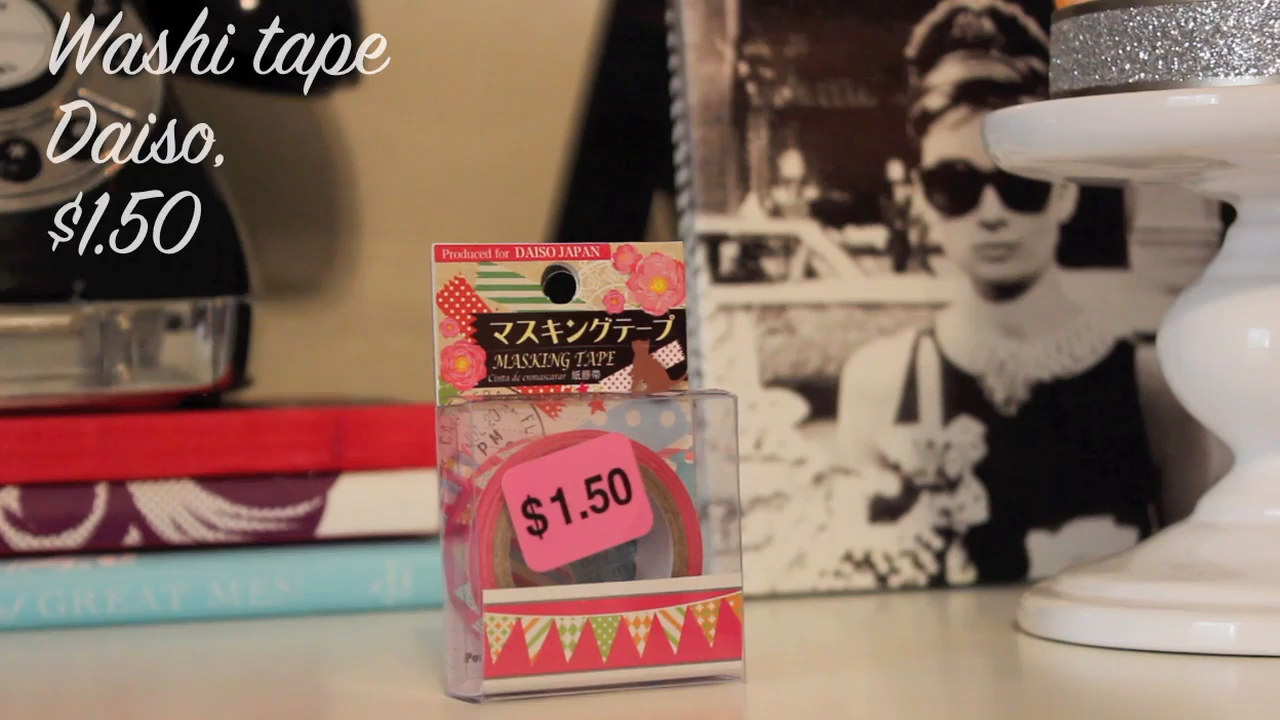 Washi tape
Daiso,
$1.50
Produced for DAISO JAPAN
マスキングテープ
MASKING TAPE
Cinta de enmascarar 紙膠帶
$1.50
of GREAT MEN